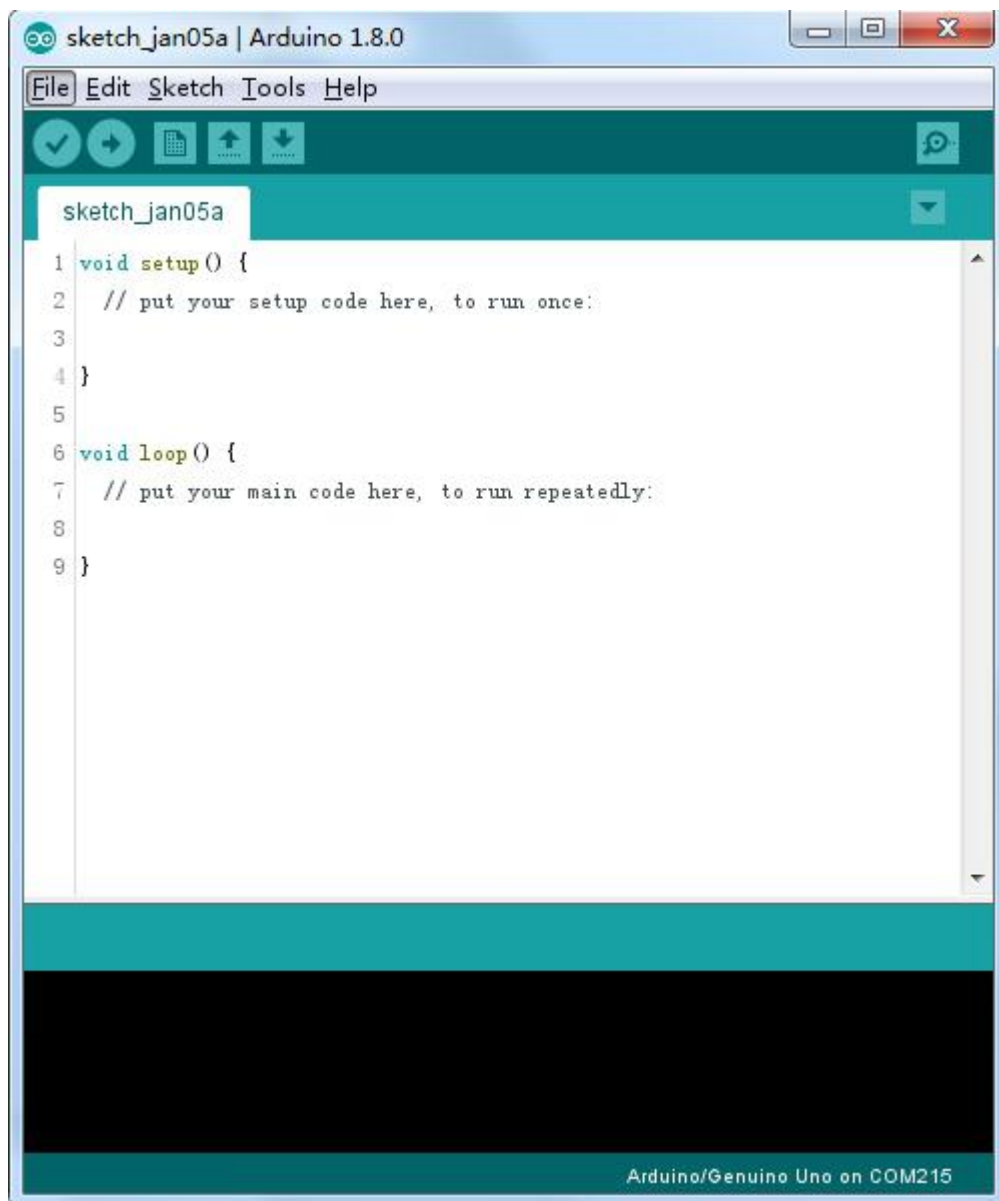 sketch_jan05a | Arduino 1.8.0
File Edit Sketch Tools Help
sketch_jan05a
1 void setup() {
2 // put your setup code here, to run once:
3
4 }
5
6 void loop() {
7 // put your main code here, to run repeatedly:
8
9 }
Arduino/Genuino Uno on COM215